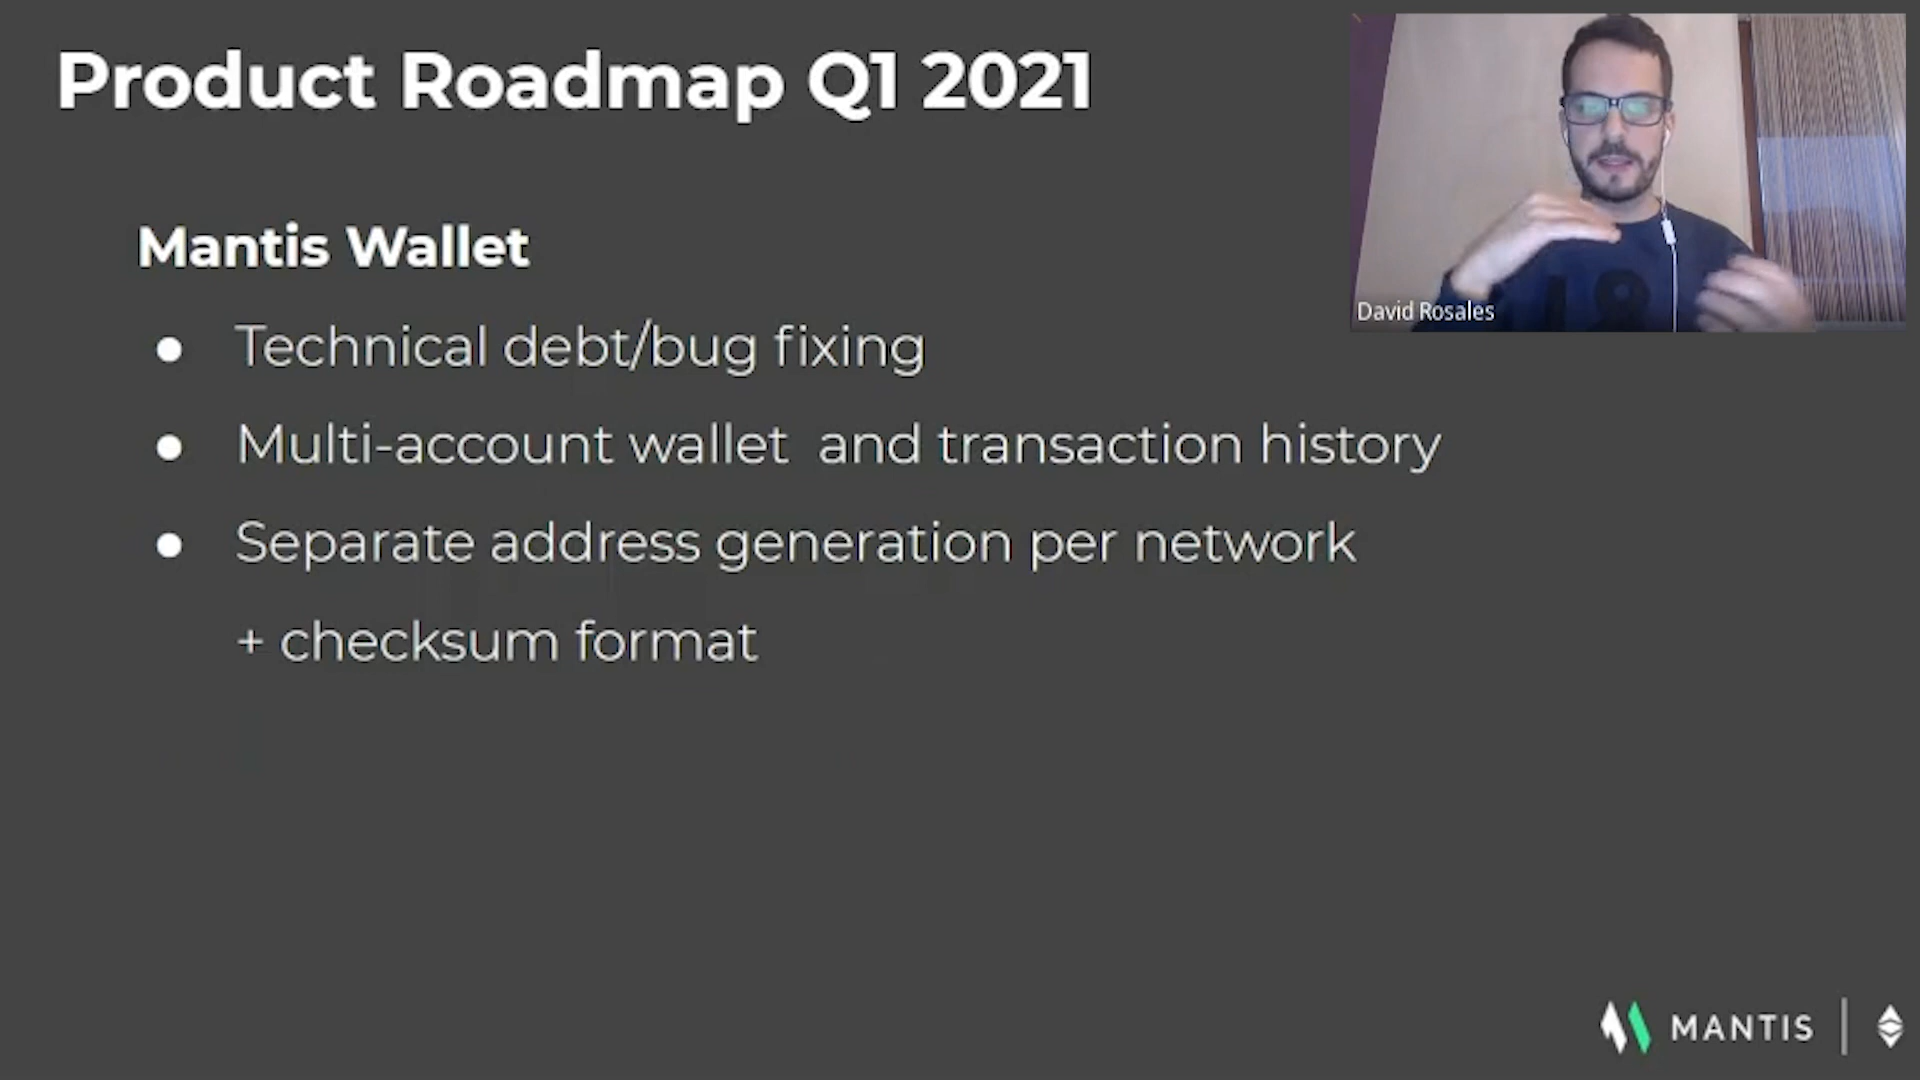 Product Roadmap Q1 2021
David Rosales
Mantis Wallet
● Technical debt/bug fixing
● Multi-account wallet and transaction history
● Separate address generation per network
+ checksum format
MANTIS